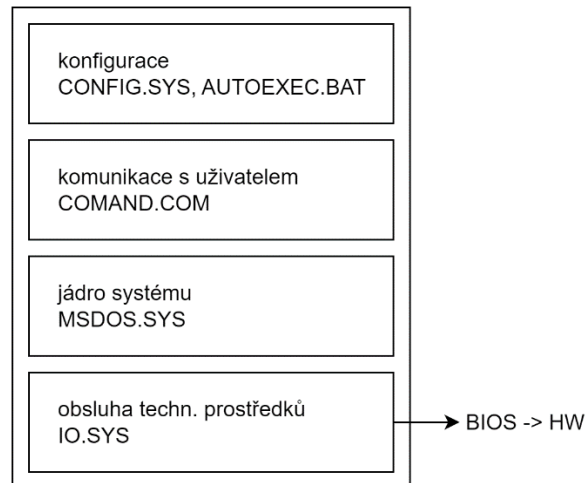 konfigurace
CONFIG.SYS, AUTOEXEC.BAT
komunikace s uživatelem
COMAND.COM
jádro systému
MSDOS.SYS
obsluha techn. prostředků
IO.SYS
BIOS -> HW